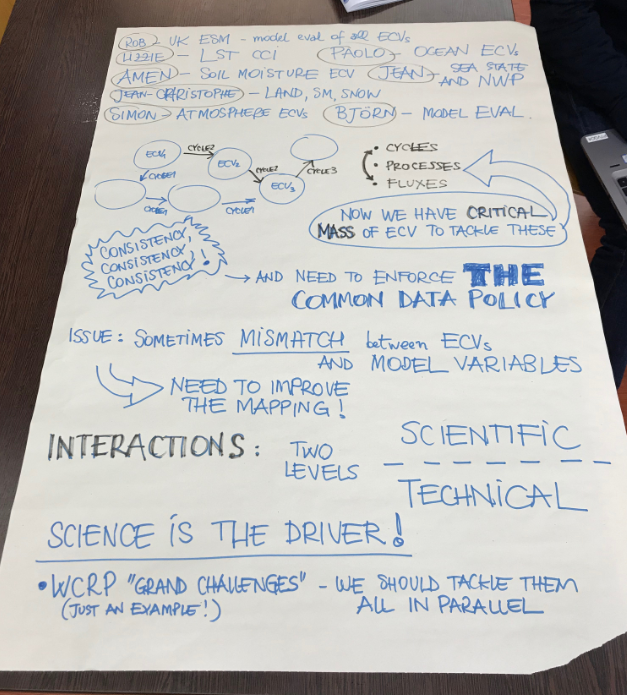 ROB - UK ESM - model eval of all ECVs
LIZZIE - LST CCI PAOLO - OCEAN ECVs
AMEN - SOIL MOISTURE ECV JEAN - SEA STATE AND NWP
JEAN-CHRISTOPHE - LAND, SM, SNOW
SIMON - ATMOSPHERE ECVs BJÖRN - MODEL EVAL.
ECV1 CYCLE2 ECV2 CYCLE2 ECV3 CYCLE3
CYCLE1 CYCLE1 CYCLE1
• CYCLES
• PROCESSES
• FLUXES
NOW WE HAVE CRITICAL
MASS OF ECV TO TACKLE THESE
CONSISTENCY,
CONSISTENCY,
CONSISTENCY!
→ AND NEED TO ENFORCE THE
COMMON DATA POLICY
ISSUE: SOMETIMES MISMATCH between ECVs
AND MODEL VARIABLES
NEED TO IMPROVE
THE MAPPING!
INTERACTIONS: TWO
LEVELS
SCIENTIFIC
TECHNICAL
SCIENCE IS THE DRIVER!
• WCRP "GRAND CHALLENGES" - WE SHOULD TACKLE THEM
(JUST AN EXAMPLE!) ALL IN PARALLEL